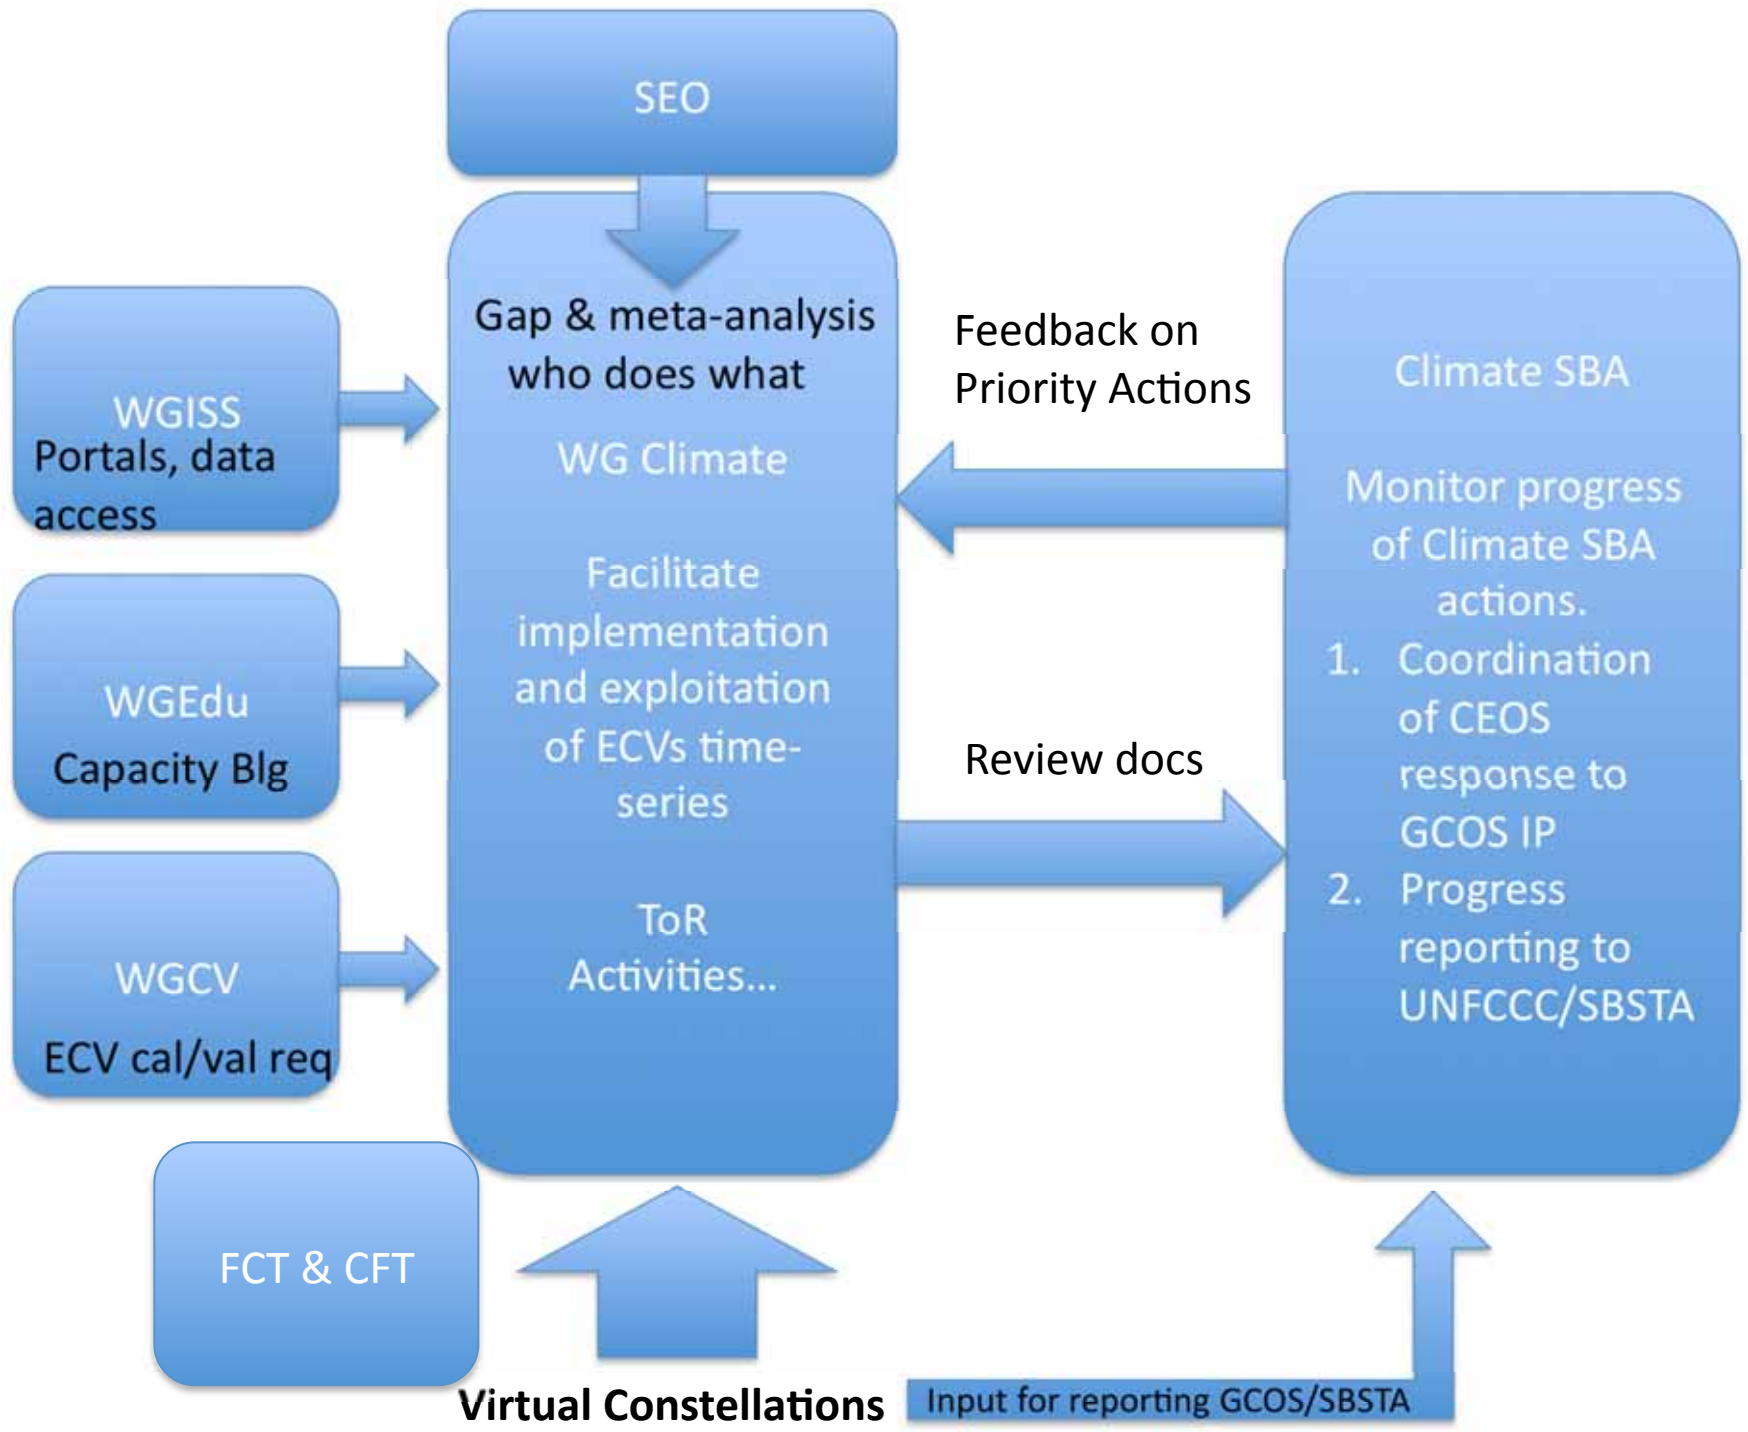 SEO
WGISS
Portals, data
access
WGEdu
Capacity Blg
WGCV
ECV cal/val req
FCT & CFT
Gap & meta-analysis
who does what
WG Climate
Facilitate
implementation
and exploitation
of ECVs time-
series
ToR
Activities...
Feedback on
Priority Actions
Review docs
Climate SBA
Monitor progress
of Climate SBA
actions.
1. Coordination
of CEOS
response to
GCOS IP
2. Progress
reporting to
UNFCCC/SBSTA
Virtual Constellations
Input for reporting GCOS/SBSTA